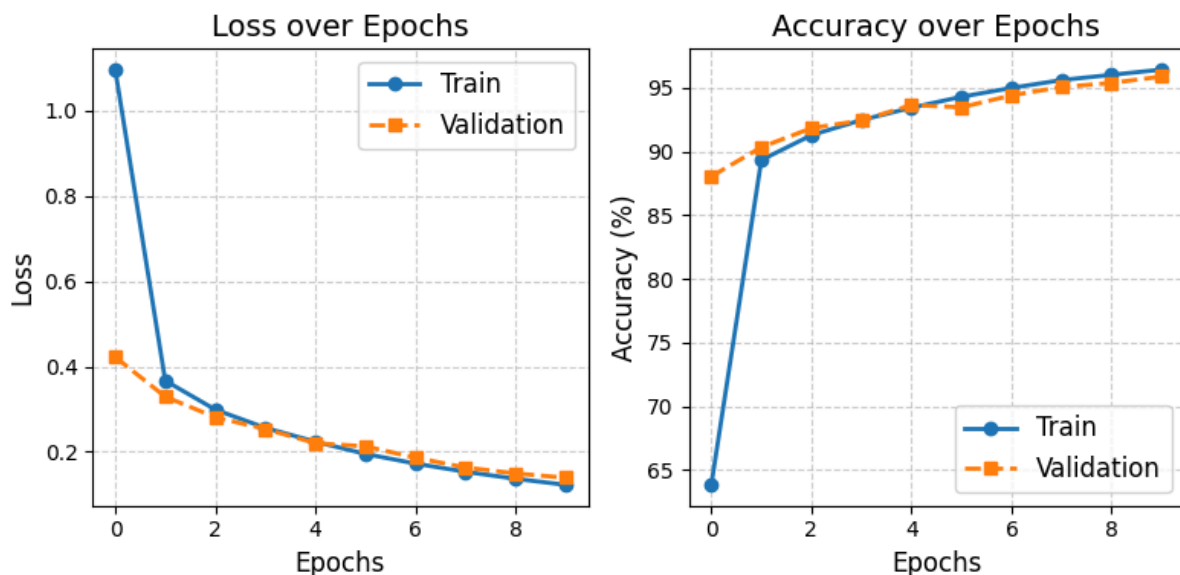 Loss over Epochs
Loss
1.0
0.8
0.6
0.4
0.2
0 2 4 6 8
Epochs
Train
Validation
Accuracy over Epochs
Accuracy (%)
95
90
85
80
75
70
65
0 2 4 6 8
Epochs
Train
Validation